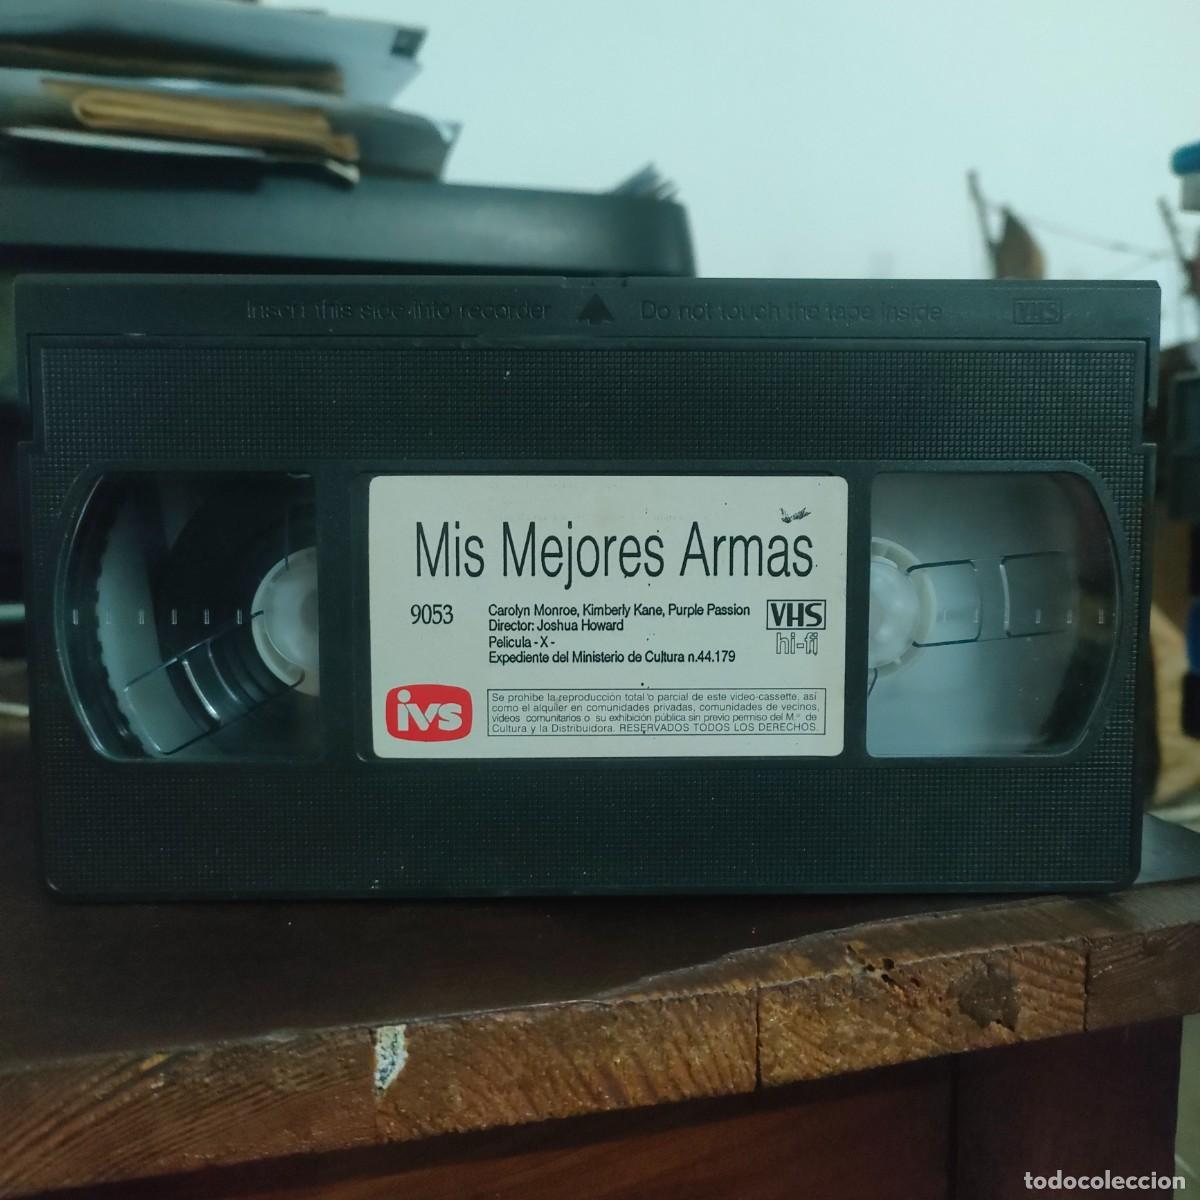 Insert this side into recorder Do not touch the tape inside VHS
Mis Mejores Armas
9053
Carolyn Monroe, Kimberly Kane, Purple Passion
Director: Joshua Howard
Pelicula - X -
Expediente del Ministerio de Cultura n.44.179
VHS
hi-fi
ivs
Se prohibe la reproducción total o parcial de este video-cassette, así
como el alquiler en comunidades privadas, comunidades de vecinos,
vídeos comunitarios o su exhibición pública sin previo permiso del M.º de
Cultura y la Distribuidora. RESERVADOS TODOS LOS DERECHOS.
todocoleccion